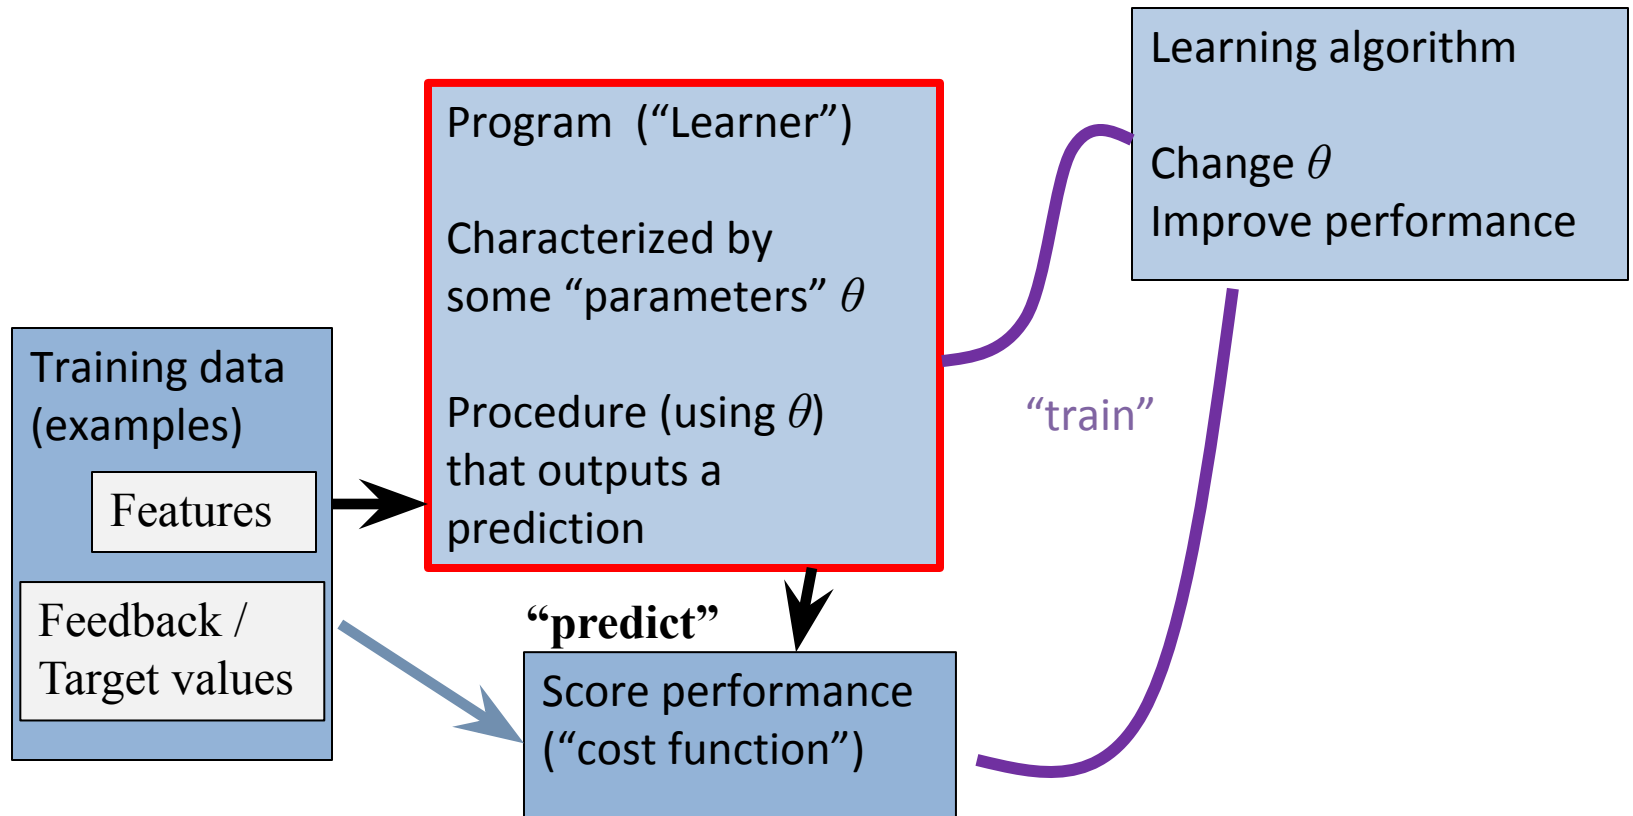 Training data
(examples)
Features
Feedback /
Target values
Program  (“Learner”)
Characterized by
some “parameters” θ
Procedure (using θ)
that outputs a
prediction
“predict”
Score performance
(“cost function”)
“train”
Learning algorithm
Change θ
Improve performance